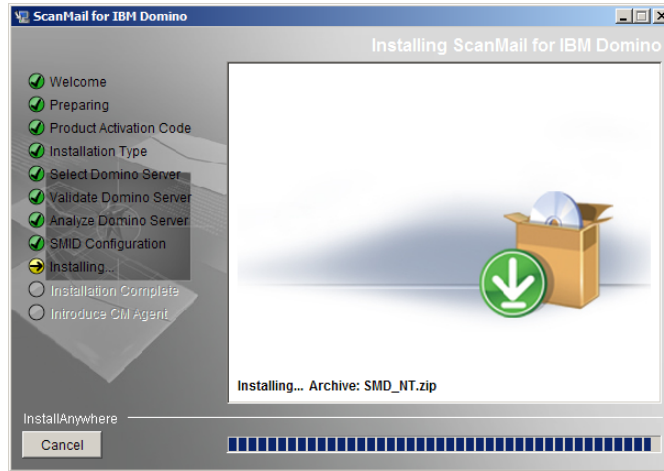 ScanMail for IBM Domino
Installing ScanMail for IBM Domino
Welcome
Preparing
Product Activation Code
Installation Type
Select Domino Server
Validate Domino Server
Analyze Domino Server
SMID Configuration
Installing...
Installation Complete
Introduce CM Agent
Installing... Archive: SMD_NT.zip
InstallAnywhere
Cancel